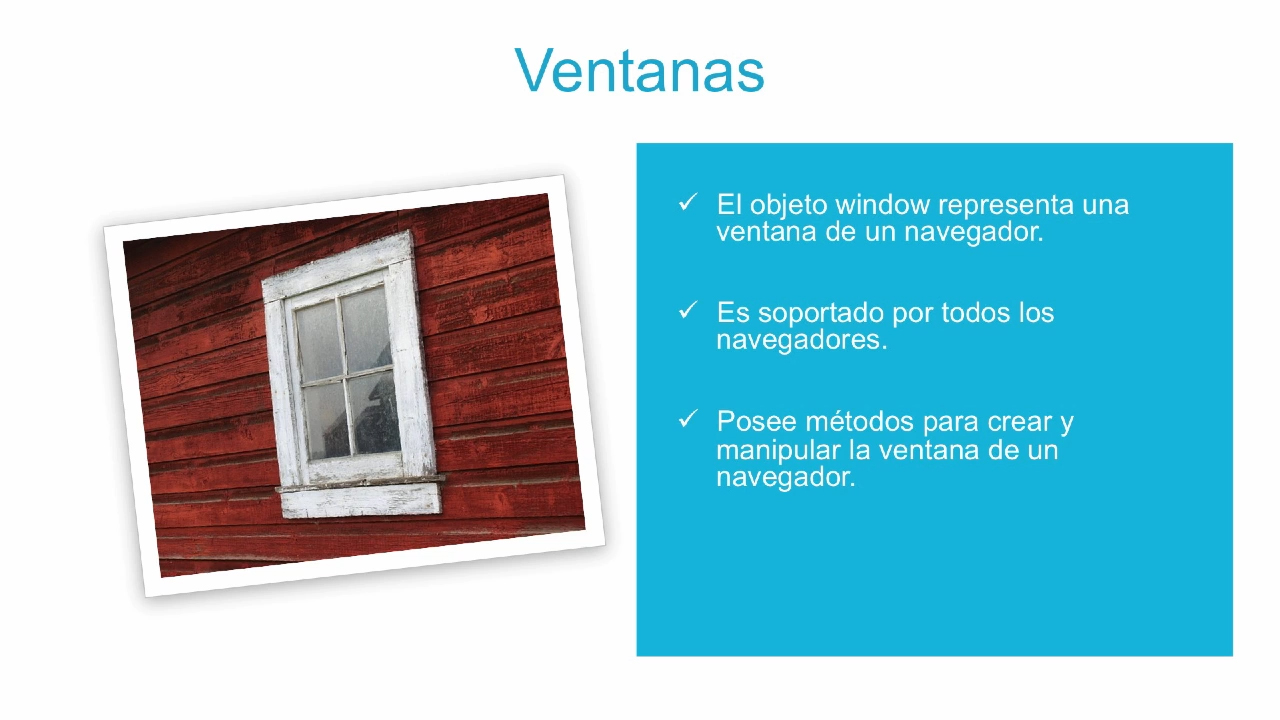 Ventanas
✓ El objeto window representa una
ventana de un navegador.
✓ Es soportado por todos los
navegadores.
✓ Posee métodos para crear y
manipular la ventana de un
navegador.